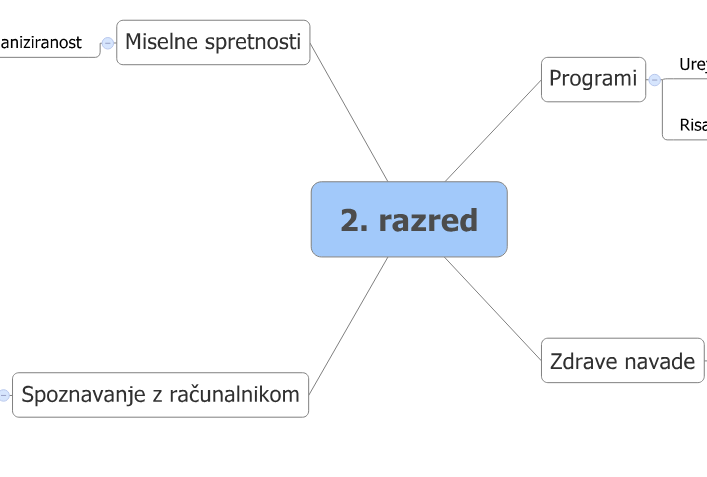 Miselne spretnosti
Programi
2. razred
Zdrave navade
Spoznavanje z računalnikom